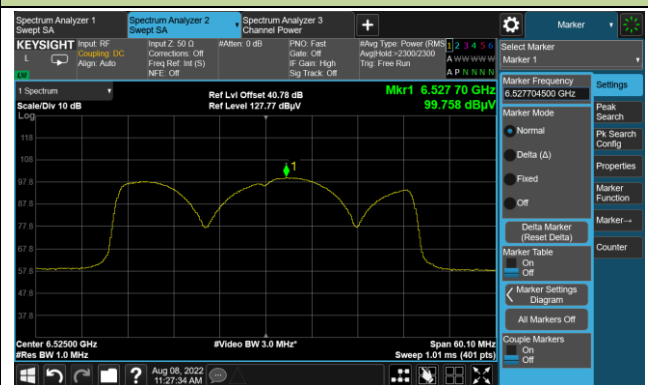 Spectrum Analyzer 1
Swept SA
Spectrum Analyzer 2
Swept SA
Spectrum Analyzer 3
Channel Power
+
Marker
KEYSIGHT
L
LW
Input: RF
Coupling: DC
Align: Auto
Input Z: 50 Ω
Corrections: Off
Freq Ref: Int (S)
NFE: Off
#Atten: 0 dB
PNO: Fast
Gate: Off
IF Gain: High
Sig Track: Off
#Avg Type: Power (RMS
Avg|Hold:>2300/2300
Trig: Free Run
1 2 3 4 5 6
A W W W W W
A P N N N N
Select Marker
Marker 1
1 Spectrum
Scale/Div 10 dB
Log
Ref Lvl Offset 40.78 dB
Ref Level 127.77 dBµV
Mkr1 6.527 70 GHz
99.758 dBµV
118
108
97.8
87.8
77.8
67.8
57.8
47.8
37.8
1
Center 6.52500 GHz
#Res BW 1.0 MHz
#Video BW 3.0 MHz*
Span 60.10 MHz
Sweep 1.01 ms (401 pts)
Marker Frequency
6.527704500 GHz
Marker Mode
Normal
Delta (Δ)
Fixed
Off
Delta Marker
(Reset Delta)
Marker Table
On
Off
Marker Settings
Diagram
All Markers Off
Couple Markers
On
Off
Settings
Peak
Search
Pk Search
Config
Properties
Marker
Function
Marker→
Counter
?
Aug 08, 2022
11:27:34 AM